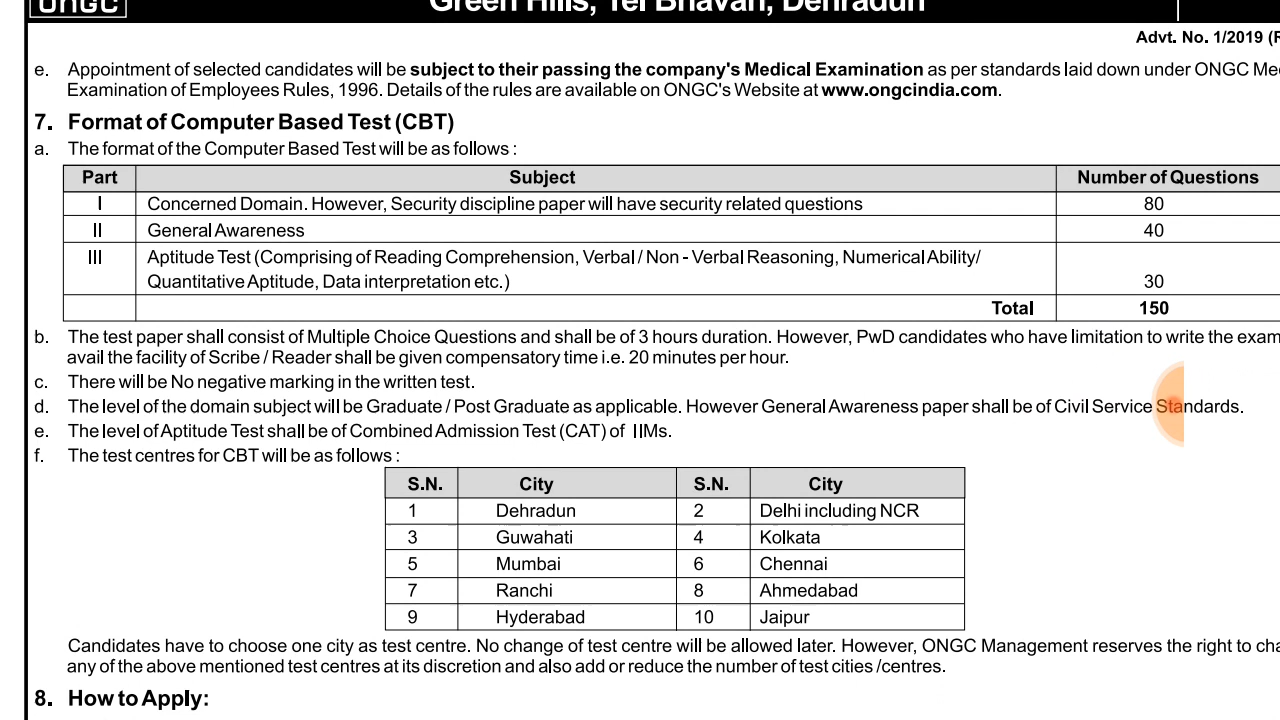 ONGC Green Hills, Tel Bhavan, Dehradun
Advt. No. 1/2019 (R
e. Appointment of selected candidates will be subject to their passing the company's Medical Examination as per standards laid down under ONGC Me
Examination of Employees Rules, 1996. Details of the rules are available on ONGC's Website at www.ongcindia.com.
7. Format of Computer Based Test (CBT)
a. The format of the Computer Based Test will be as follows :
Part Subject Number of Questions
I Concerned Domain. However, Security discipline paper will have security related questions 80
II General Awareness 40
III Aptitude Test (Comprising of Reading Comprehension, Verbal / Non - Verbal Reasoning, Numerical Ability/
Quantitative Aptitude, Data interpretation etc.) 30
Total 150
b. The test paper shall consist of Multiple Choice Questions and shall be of 3 hours duration. However, PwD candidates who have limitation to write the exam
avail the facility of Scribe / Reader shall be given compensatory time i.e. 20 minutes per hour.
c. There will be No negative marking in the written test.
d. The level of the domain subject will be Graduate / Post Graduate as applicable. However General Awareness paper shall be of Civil Service Standards.
e. The level of Aptitude Test shall be of Combined Admission Test (CAT) of IIMs.
f. The test centres for CBT will be as follows :
S.N. City S.N. City
1 Dehradun 2 Delhi including NCR
3 Guwahati 4 Kolkata
5 Mumbai 6 Chennai
7 Ranchi 8 Ahmedabad
9 Hyderabad 10 Jaipur
Candidates have to choose one city as test centre. No change of test centre will be allowed later. However, ONGC Management reserves the right to cha
any of the above mentioned test centres at its discretion and also add or reduce the number of test cities /centres.
8. How to Apply: